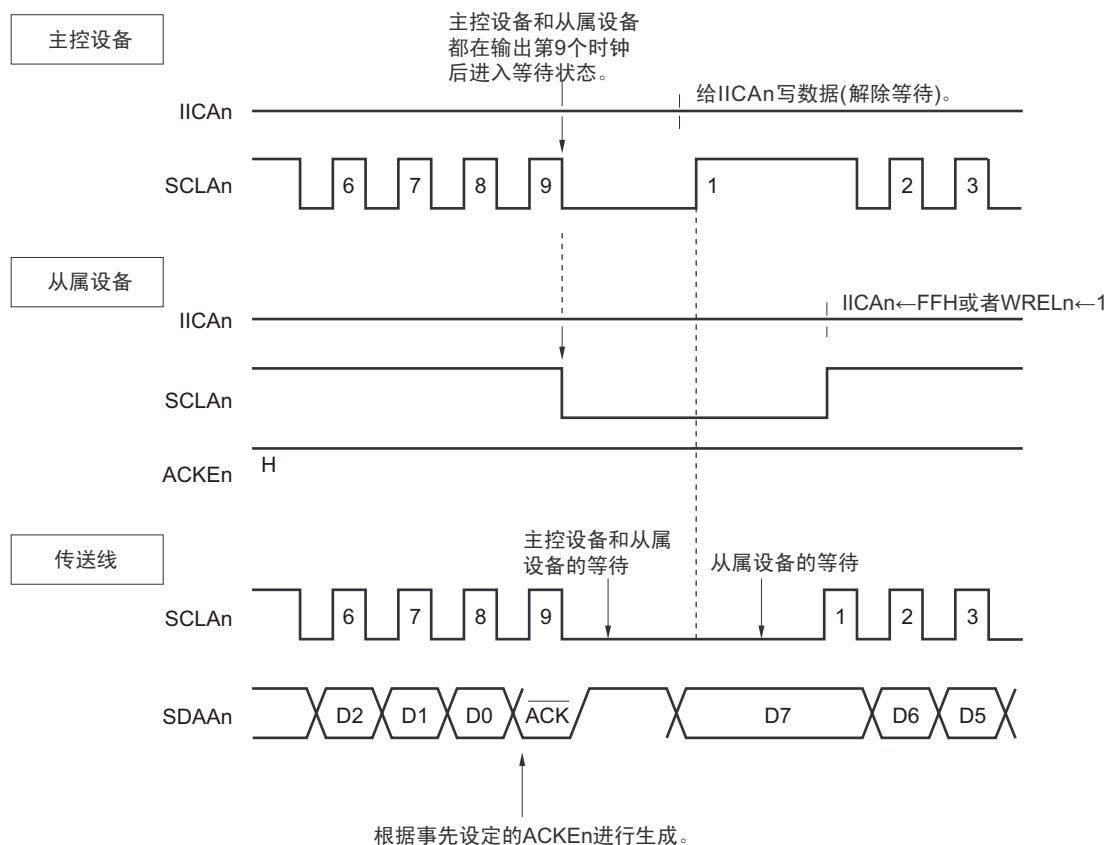 主控设备
主控设备和从属设备
都在输出第9个时钟
后进入等待状态。
给IICAn写数据(解除等待)。
IICAn
SCLAn
6 7 8 9 1 2 3
从属设备
IICAn←FFH或者WRELn←1
IICAn
SCLAn
ACKEn
H
传送线
主控设备和从属
设备的等待
从属设备的等待
SCLAn
6 7 8 9 1 2 3
SDAAn
D2 D1 D0 ACK D7 D6 D5
根据事先设定的ACKEn进行生成。